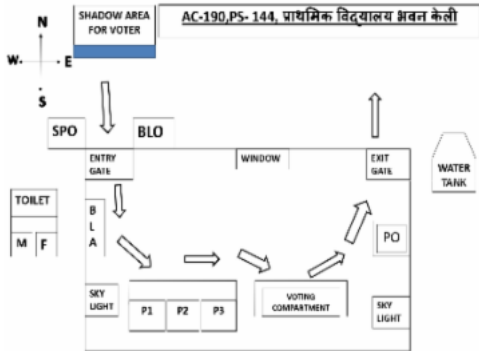 SHADOW AREA
FOR VOTER
AC-190,PS- 144, प्राथमिक विद्यालय भवन केली
N
W
E
S
SPO
BLO
ENTRY
GATE
WINDOW
EXIT
GATE
WATER
TANK
TOILET
M F
B
L
A
PO
SKY
LIGHT
P1 P2 P3
VOTING
COMPARTMENT
SKY
LIGHT